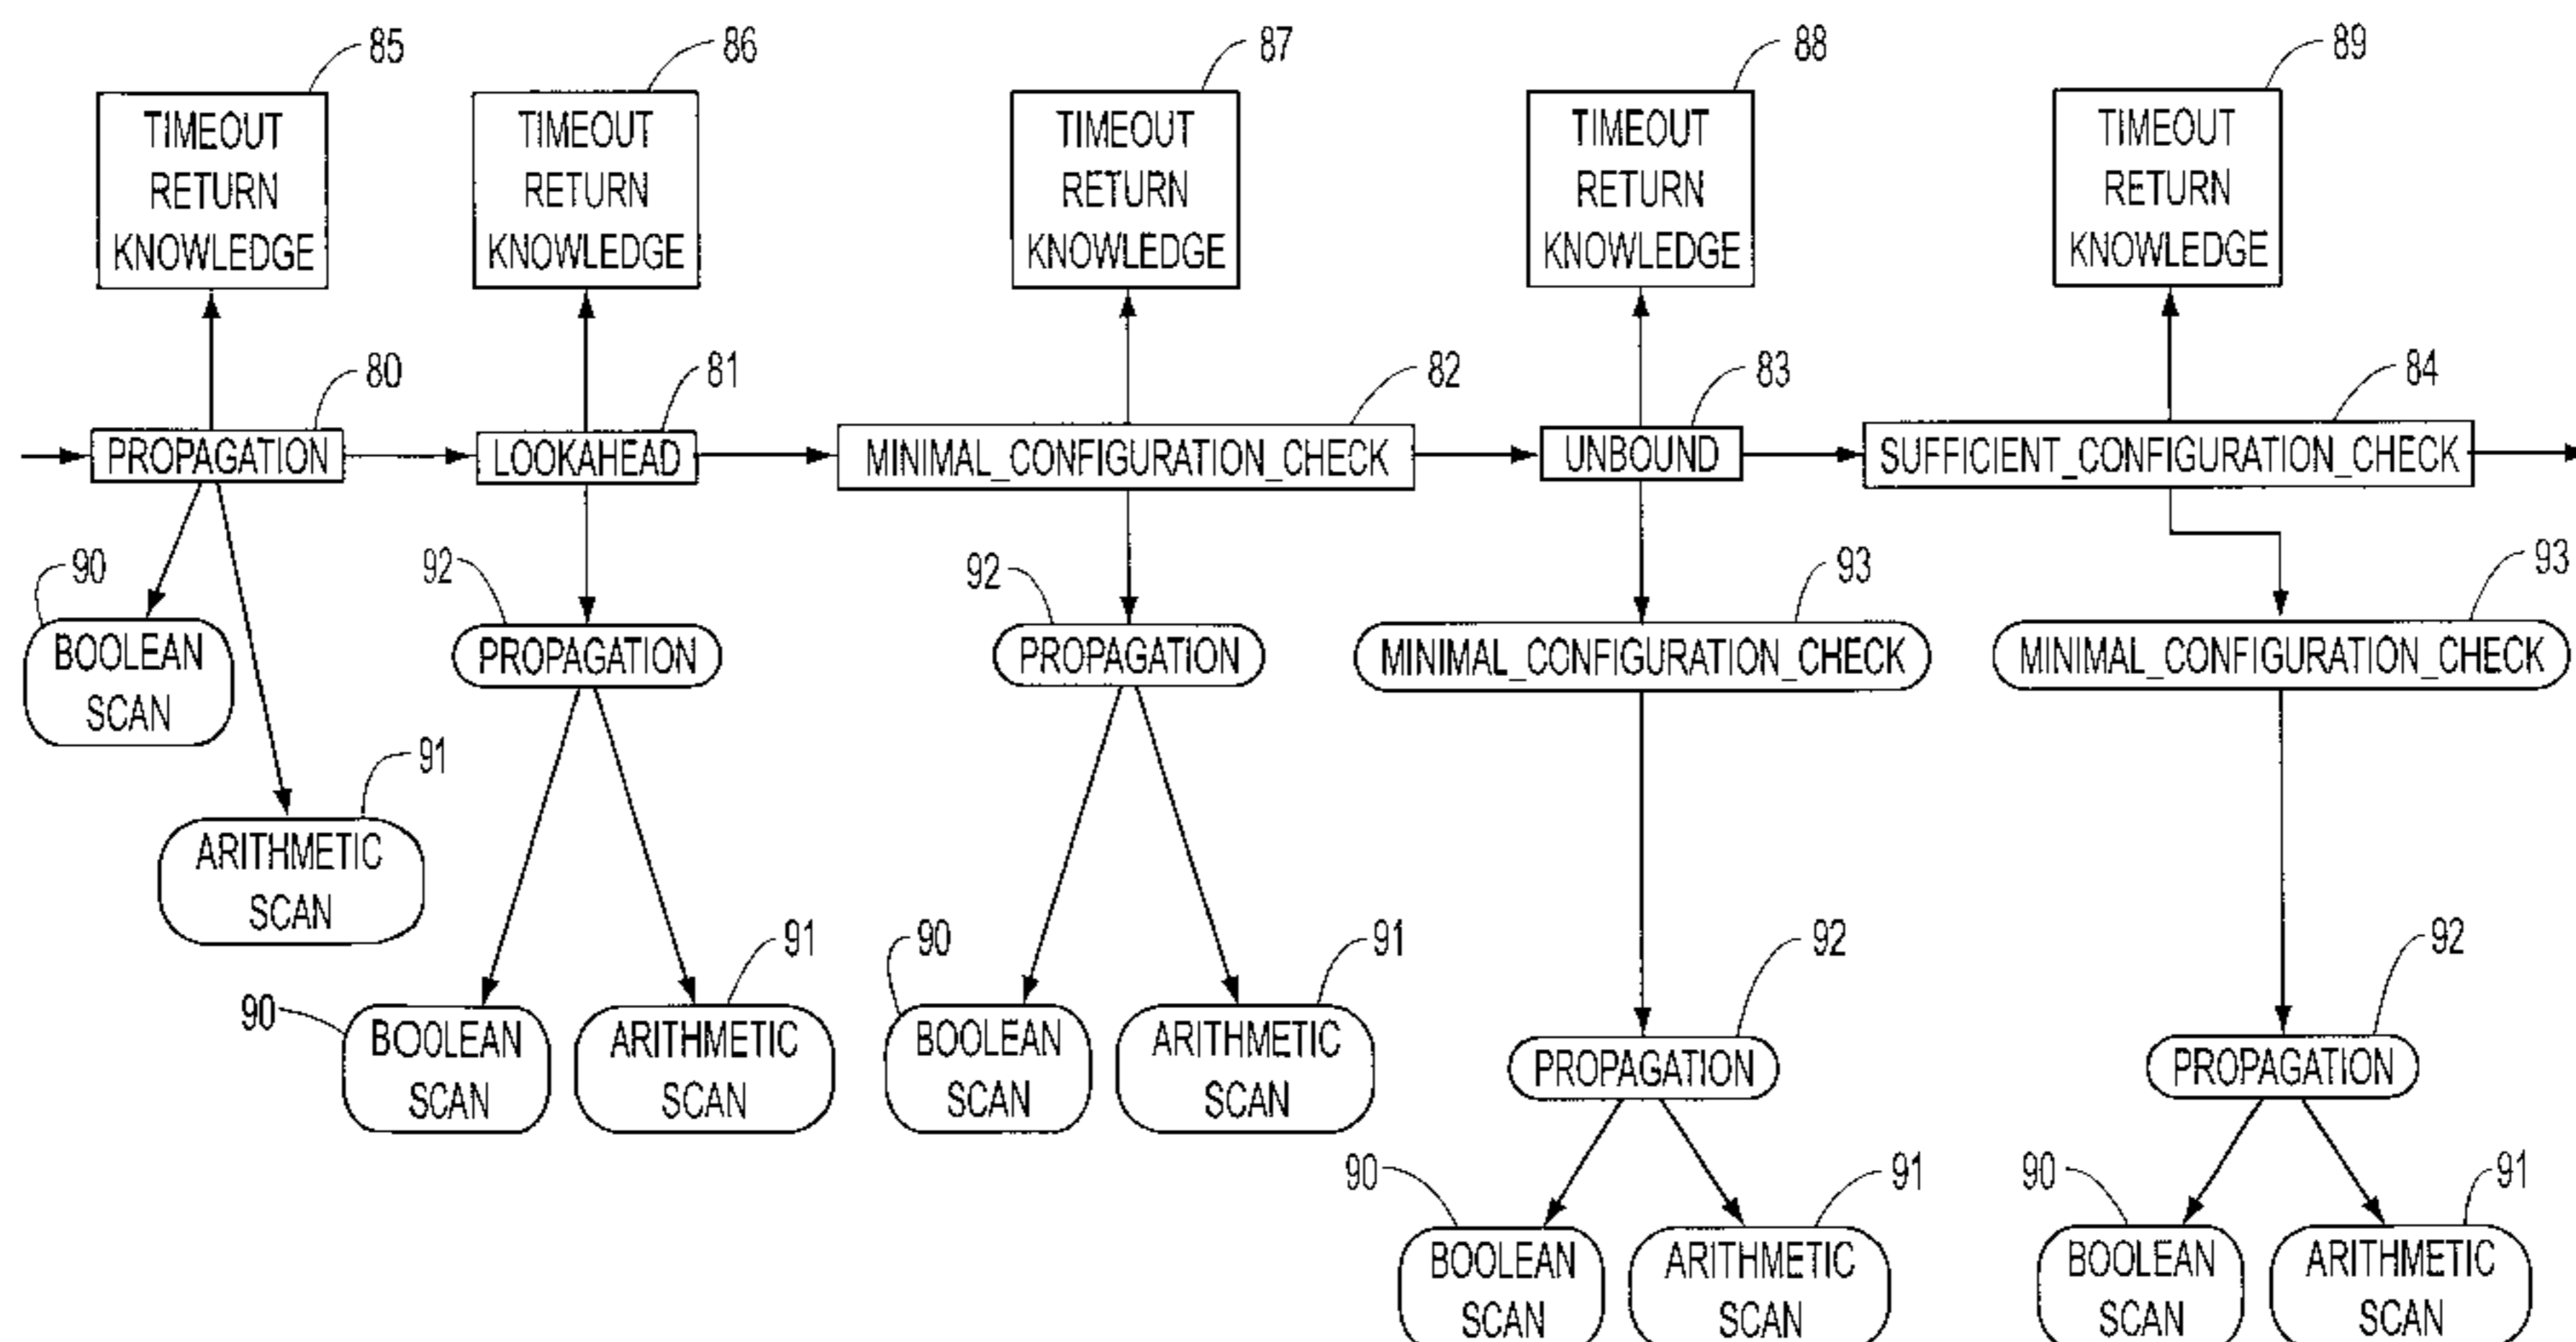 85
86
87
88
89
TIMEOUT
RETURN
KNOWLEDGE
TIMEOUT
RETURN
KNOWLEDGE
TIMEOUT
RETURN
KNOWLEDGE
TIMEOUT
RETURN
KNOWLEDGE
TIMEOUT
RETURN
KNOWLEDGE
80
81
82
83
84
PROPAGATION
LOOKAHEAD
MINIMAL_CONFIGURATION_CHECK
UNBOUND
SUFFICIENT_CONFIGURATION_CHECK
90
92
92
93
93
BOOLEAN
SCAN
PROPAGATION
PROPAGATION
MINIMAL_CONFIGURATION_CHECK
MINIMAL_CONFIGURATION_CHECK
91
ARITHMETIC
SCAN
90
91
90
91
92
92
BOOLEAN
SCAN
ARITHMETIC
SCAN
BOOLEAN
SCAN
ARITHMETIC
SCAN
PROPAGATION
PROPAGATION
90
91
90
91
BOOLEAN
SCAN
ARITHMETIC
SCAN
BOOLEAN
SCAN
ARITHMETIC
SCAN